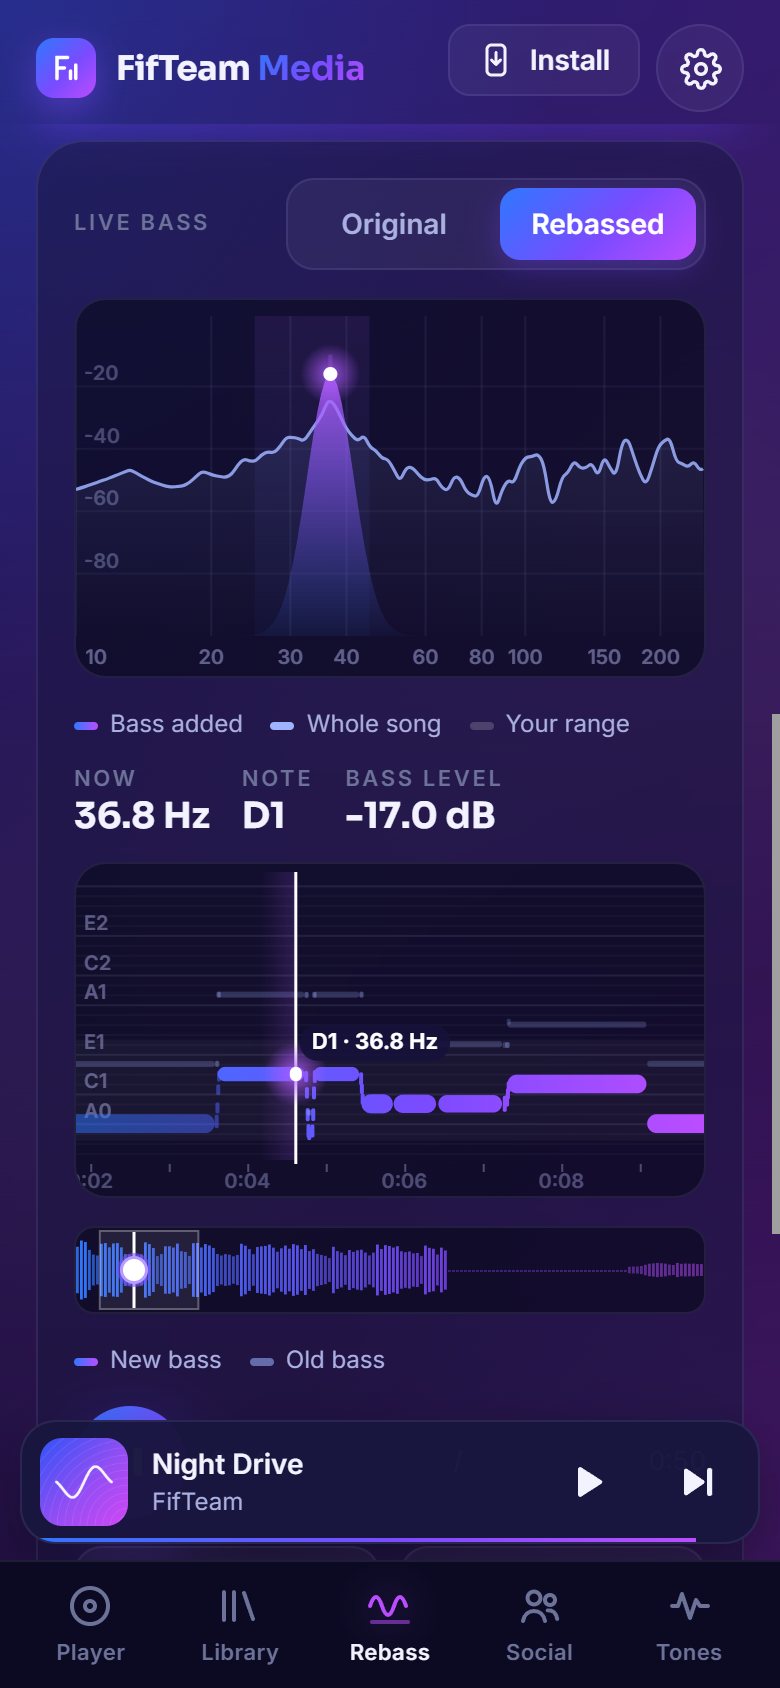 FifTeam Media
Install
LIVE BASS
Original
Rebassed
-20
-40
-60
-80
10 20 30 40 60 80 100 150 200
Bass added
Whole song
Your range
NOW NOTE BASS LEVEL
36.8 Hz D1 -17.0 dB
E2
C2
A1
E1
D1 · 36.8 Hz
C1
A0
:02 0:04 0:06 0:08
New bass
Old bass
Night Drive
/ 0:50
FifTeam
Player Library Rebass Social Tones